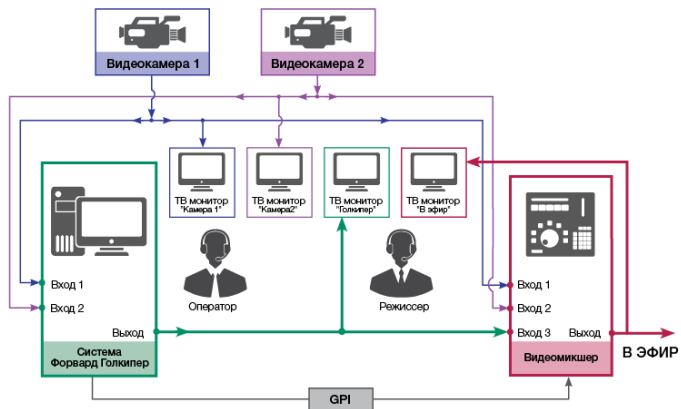 Видеокамера 1
Видеокамера 2
ТВ монитор
"Камера 1"
ТВ монитор
"Камера2"
ТВ монитор
"Голкипер"
ТВ монитор
"В эфир"
Вход 1
Вход 2
Выход
Система
Форвард Голкипер
Оператор
Режиссер
Вход 1
Вход 2
Вход 3
Выход
Видеомикшер
В ЭФИР
GPI